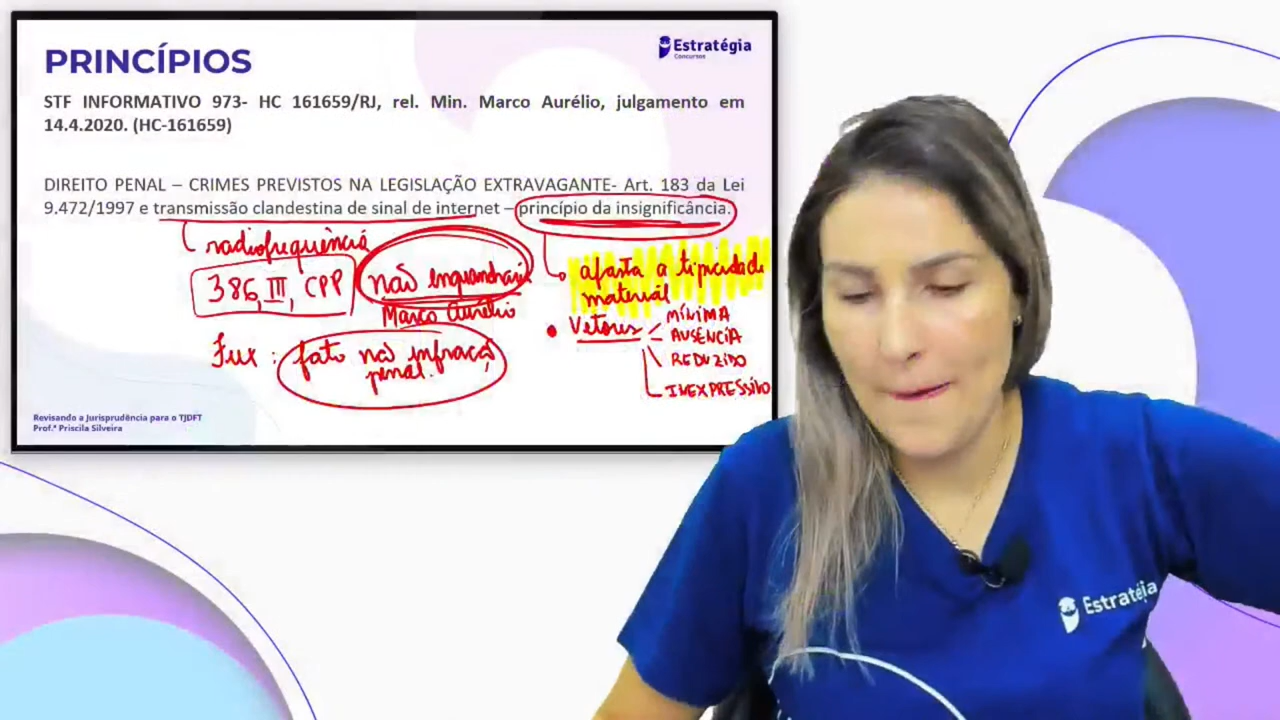 PRINCÍPIOS
Estratégia
Concursos
STF INFORMATIVO 973- HC 161659/RJ, rel. Min. Marco Aurélio, julgamento em
14.4.2020. (HC-161659)
DIREITO PENAL – CRIMES PREVISTOS NA LEGISLAÇÃO EXTRAVAGANTE- Art. 183 da Lei
9.472/1997 e transmissão clandestina de sinal de internet – princípio da insignificância.
radiofrequência
386, III, CPP
não enquandraria
Marco Aurélio
Fux: fato não infração
penal.
afasta a tipicidade
material
Vetores
MÍNIMA
AUSÊNCIA
REDUZIDO
INEXPRESSIVO
Revisando a Jurisprudência para o TJDFT
Prof.ª Priscila Silveira
Estratégia